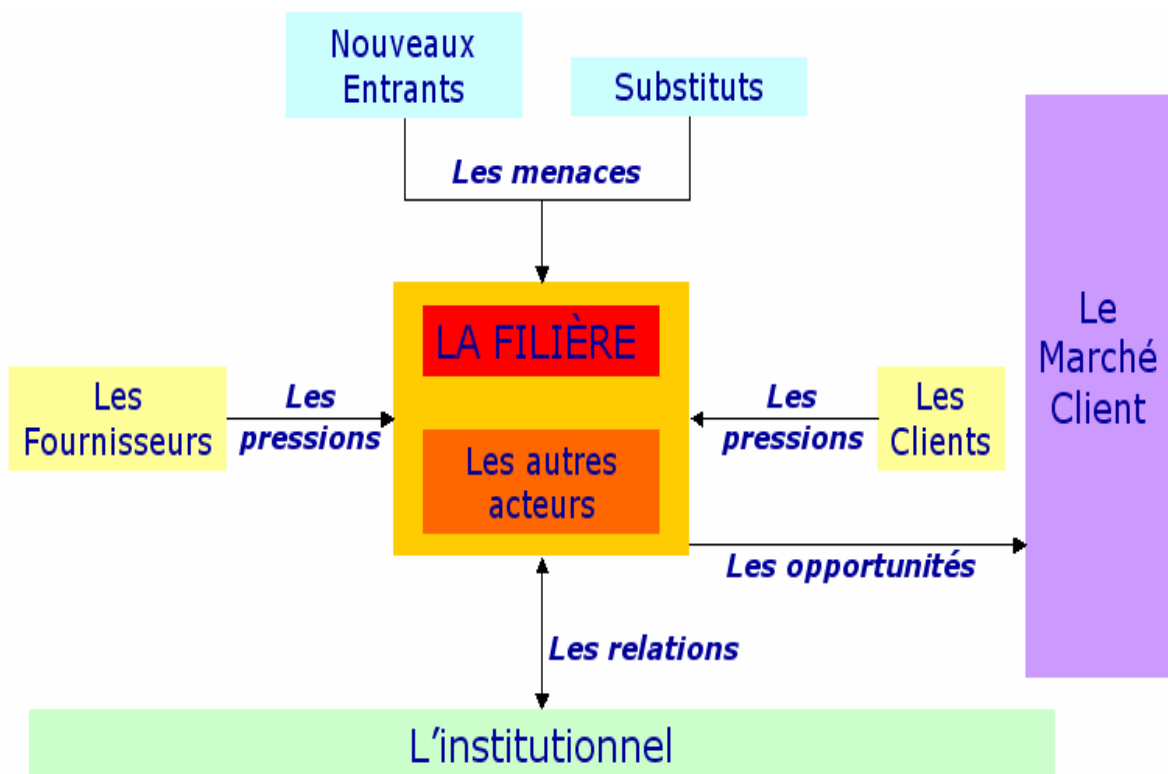 Nouveaux
Entrants
Substituts
Les menaces
LA FILIÈRE
Les
Fournisseurs
Les
pressions
Les autres
acteurs
Les
pressions
Les
Clients
Le
Marché
Client
Les opportunités
Les relations
L'institutionnel